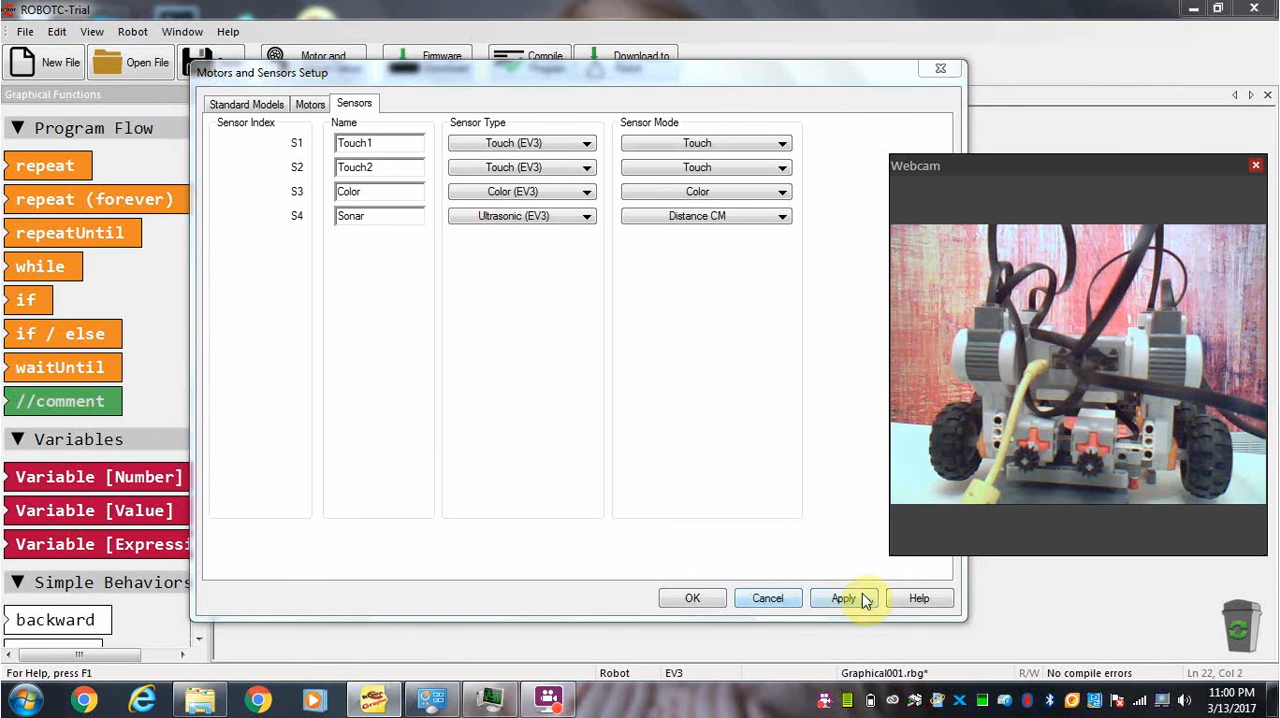 ROBOTC-Trial
File Edit View Robot Window Help
New File Open File Motor and Firmware Compile Download to
Motors and Sensors Setup
Graphical Functions
Standard Models Motors Sensors
Sensor Index Name Sensor Type Sensor Mode
S1 Touch1 Touch (EV3) Touch
S2 Touch2 Touch (EV3) Touch
S3 Color Color (EV3) Color
S4 Sonar Ultrasonic (EV3) Distance CM
Webcam
Program Flow
repeat
repeat (forever)
repeatUntil
while
if
if / else
waitUntil
//comment
Variables
Variable [Number]
Variable [Value]
Variable [Expressi
Simple Behaviors
backward
OK Cancel Apply Help
For Help, press F1 Robot EV3 Graphical001.rbg* R/W No compile errors Ln 22, Col 2
11:00 PM
3/13/2017